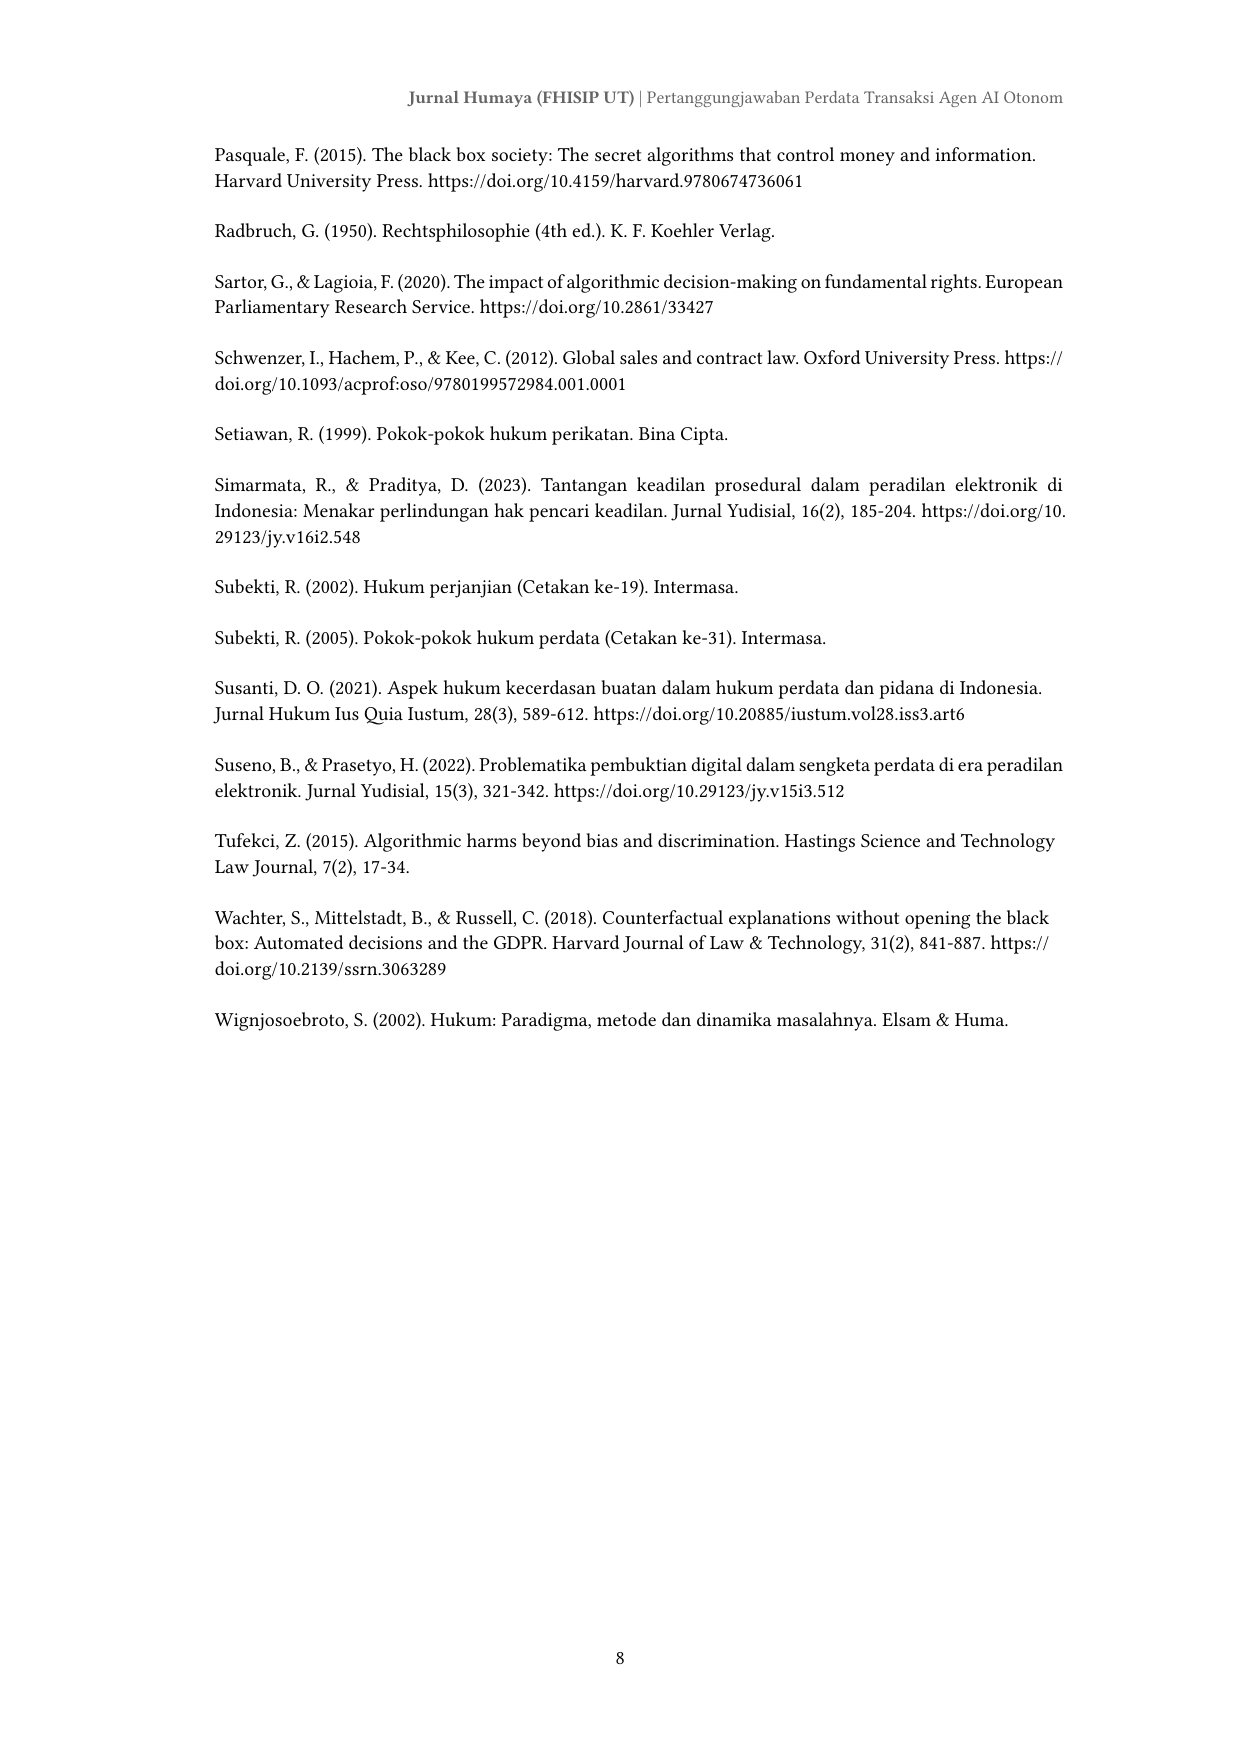 Jurnal Humaya (FHISIP UT) | Pertanggungjawaban Perdata Transaksi Agen AI Otonom
Pasquale, F. (2015). The black box society: The secret algorithms that control money and information.
Harvard University Press. https://doi.org/10.4159/harvard.9780674736061
Radbruch, G. (1950). Rechtsphilosophie (4th ed.). K. F. Koehler Verlag.
Sartor, G., & Lagioia, F. (2020). The impact of algorithmic decision-making on fundamental rights. European
Parliamentary Research Service. https://doi.org/10.2861/33427
Schwenzer, I., Hachem, P., & Kee, C. (2012). Global sales and contract law. Oxford University Press. https://
doi.org/10.1093/acprof:oso/9780199572984.001.0001
Setiawan, R. (1999). Pokok-pokok hukum perikatan. Bina Cipta.
Simarmata, R., & Praditya, D. (2023). Tantangan keadilan prosedural dalam peradilan elektronik di
Indonesia: Menakar perlindungan hak pencari keadilan. Jurnal Yudisial, 16(2), 185-204. https://doi.org/10.
29123/jy.v16i2.548
Subekti, R. (2002). Hukum perjanjian (Cetakan ke-19). Intermasa.
Subekti, R. (2005). Pokok-pokok hukum perdata (Cetakan ke-31). Intermasa.
Susanti, D. O. (2021). Aspek hukum kecerdasan buatan dalam hukum perdata dan pidana di Indonesia.
Jurnal Hukum Ius Quia Iustum, 28(3), 589-612. https://doi.org/10.20885/iustum.vol28.iss3.art6
Suseno, B., & Prasetyo, H. (2022). Problematika pembuktian digital dalam sengketa perdata di era peradilan
elektronik. Jurnal Yudisial, 15(3), 321-342. https://doi.org/10.29123/jy.v15i3.512
Tufekci, Z. (2015). Algorithmic harms beyond bias and discrimination. Hastings Science and Technology
Law Journal, 7(2), 17-34.
Wachter, S., Mittelstadt, B., & Russell, C. (2018). Counterfactual explanations without opening the black
box: Automated decisions and the GDPR. Harvard Journal of Law & Technology, 31(2), 841-887. https://
doi.org/10.2139/ssrn.3063289
Wignjosoebroto, S. (2002). Hukum: Paradigma, metode dan dinamika masalahnya. Elsam & Huma.
8